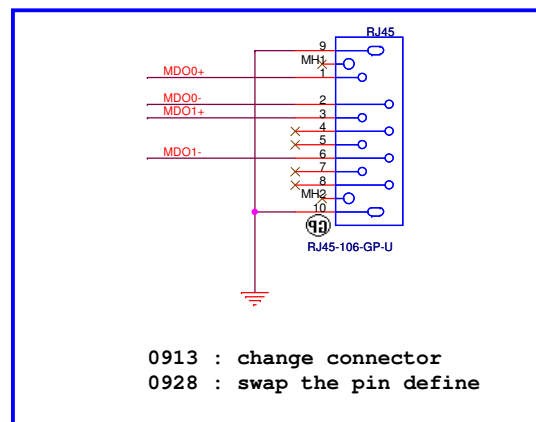 RJ45
9
MH1
MDO0+
1
MDO0-
2
MDO1+
3
4
5
MDO1-
6
7
8
MH2
10
GP
RJ45-106-GP-U
0913 : change connector
0928 : swap the pin define